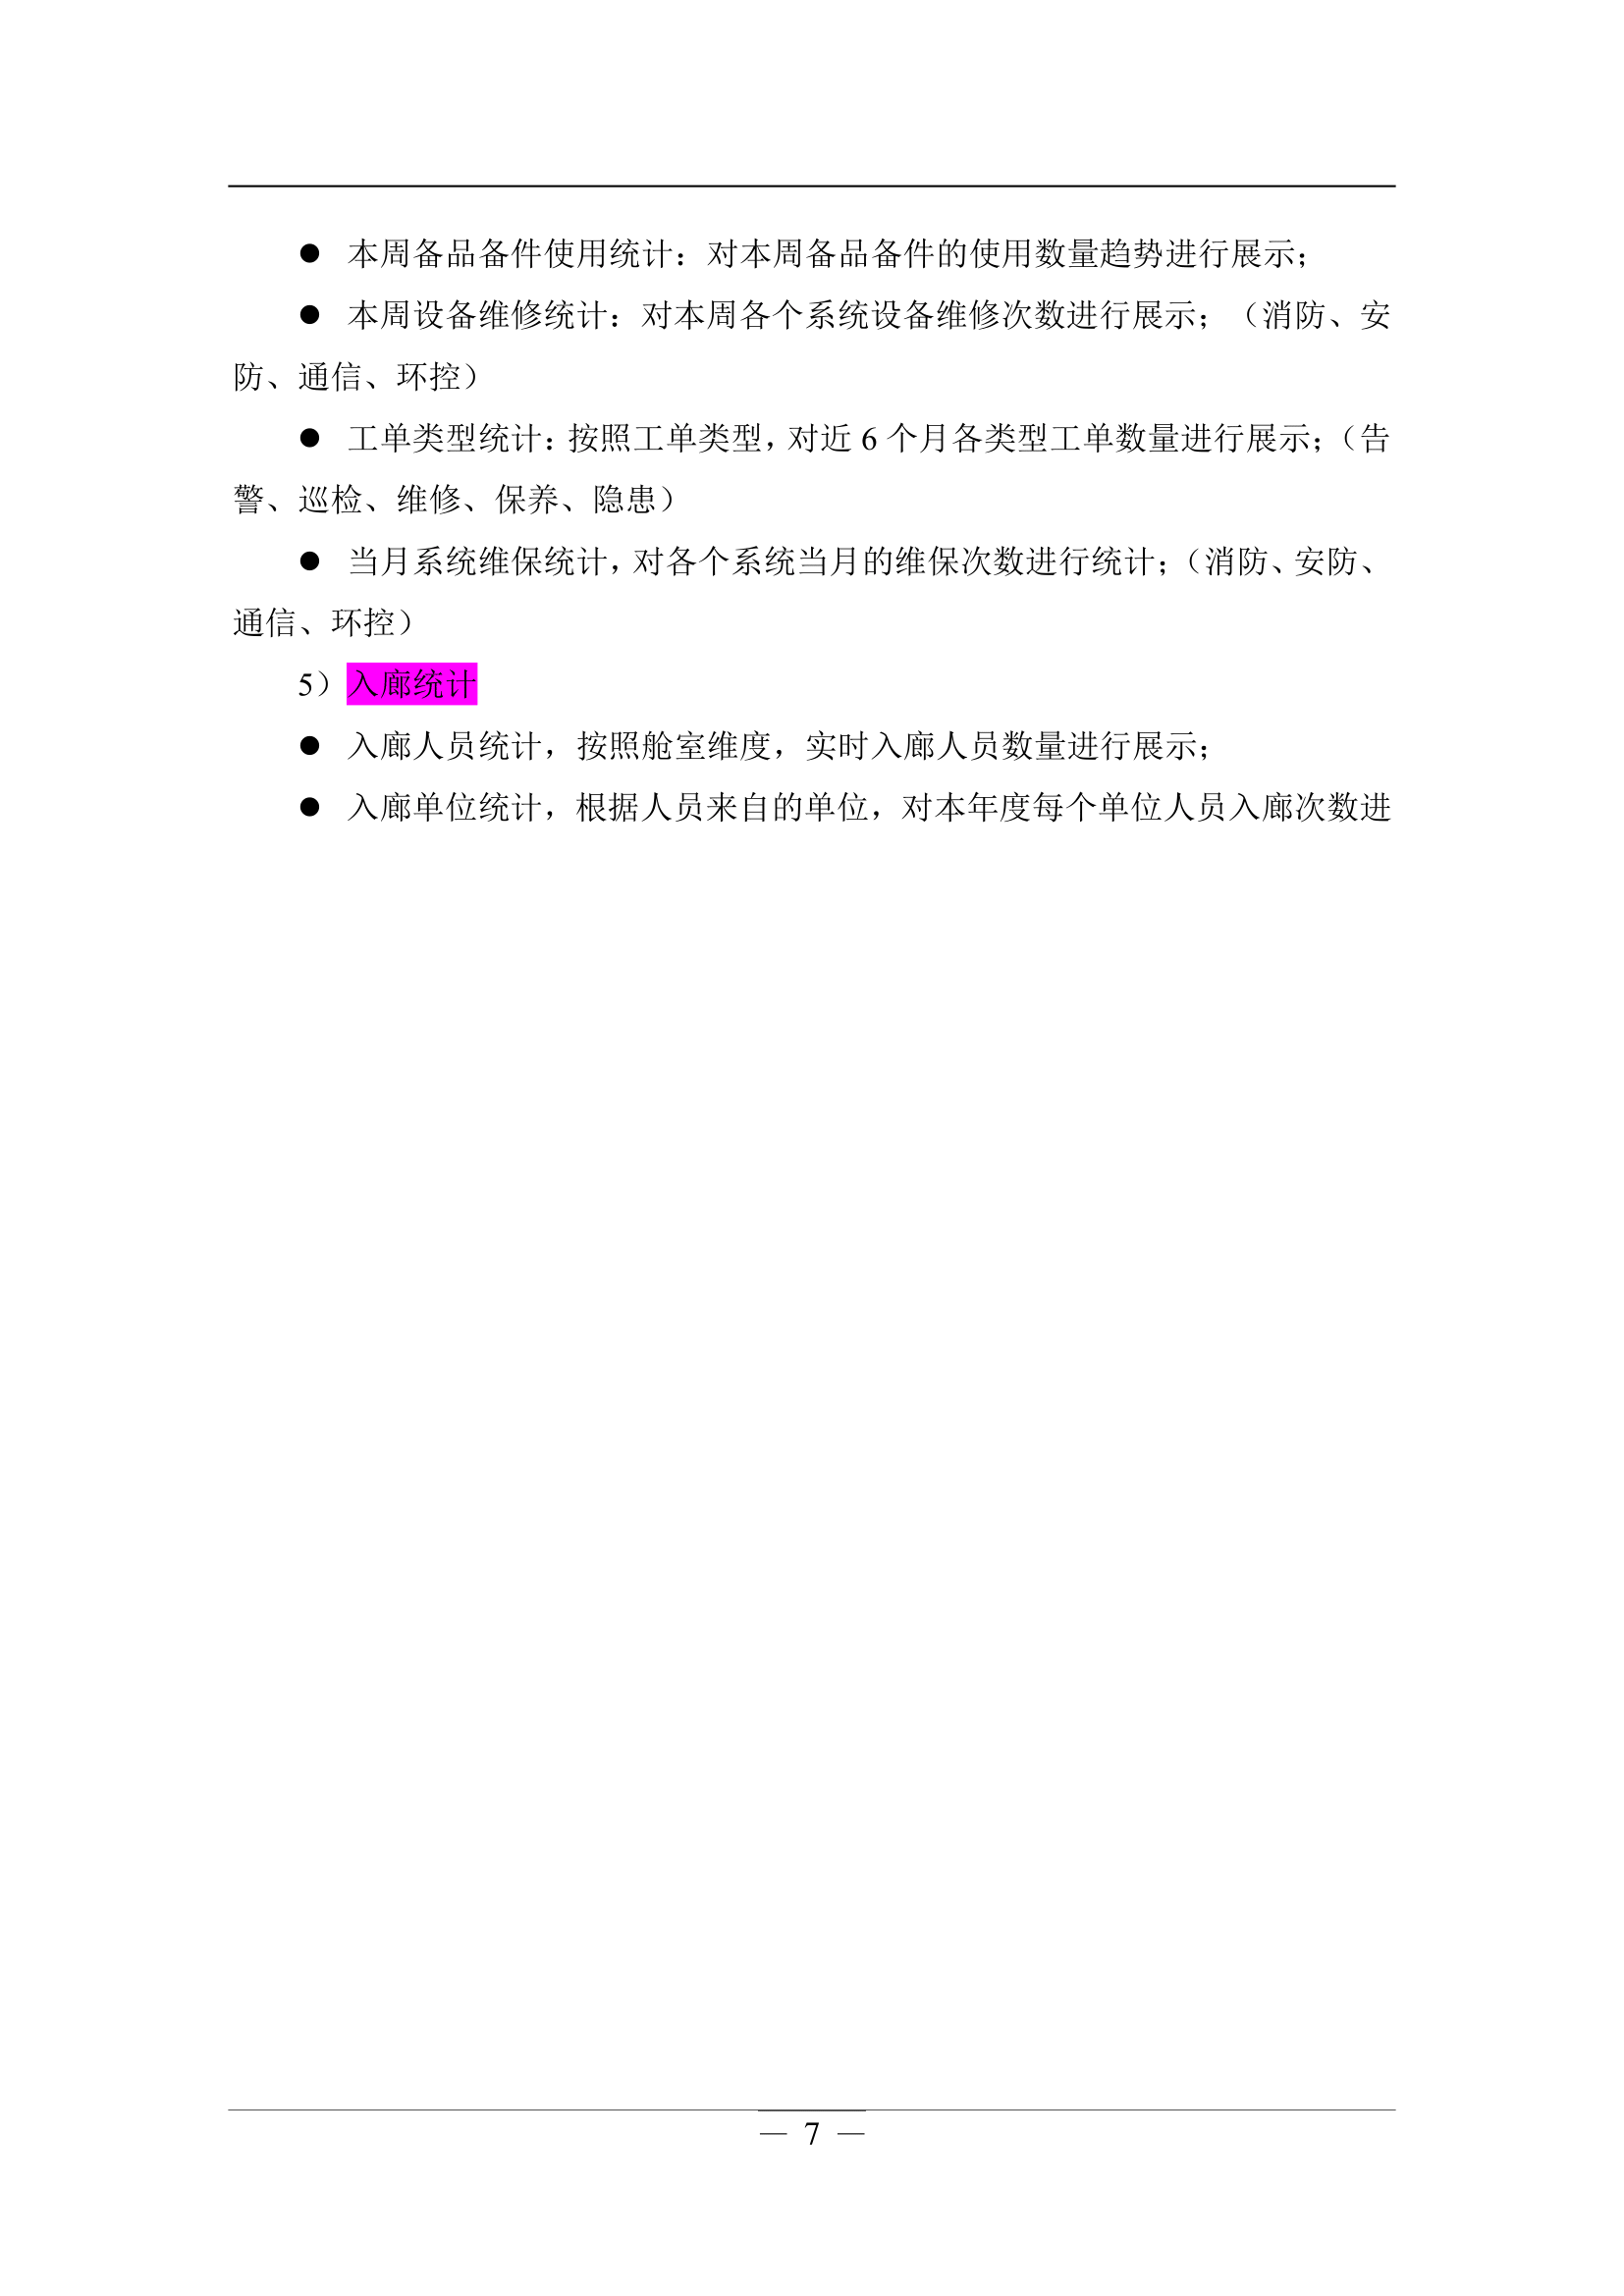 ● 本周备品备件使用统计：对本周备品备件的使用数量趋势进行展示；
● 本周设备维修统计：对本周各个系统设备维修次数进行展示；（消防、安
防、通信、环控）
● 工单类型统计：按照工单类型，对近 6 个月各类型工单数量进行展示；（告
警、巡检、维修、保养、隐患）
● 当月系统维保统计，对各个系统当月的维保次数进行统计；（消防、安防、
通信、环控）
5）入廊统计
● 入廊人员统计，按照舱室维度，实时入廊人员数量进行展示；
● 入廊单位统计，根据人员来自的单位，对本年度每个单位人员入廊次数进
— 7 —